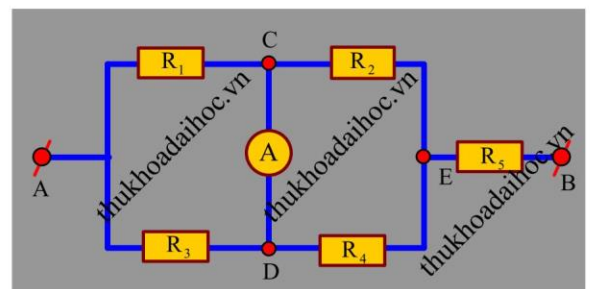 C
R1
R2
A
thukhoadaihoc.vn
thukhoadaihoc.vn
thukhoadaihoc.vn
A
E
R5
B
R3
R4
D